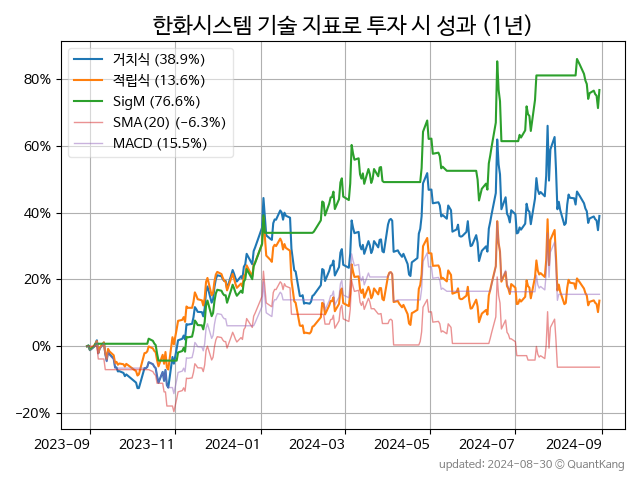 한화시스템 기술 지표로 투자 시 성과 (1년)
거치식 (38.9%)
적립식 (13.6%)
SigM (76.6%)
SMA(20) (-6.3%)
MACD (15.5%)
80%
60%
40%
20%
0%
−20%
2023-09
2023-11
2024-01
2024-03
2024-05
2024-07
2024-09
updated: 2024-08-30 © QuantKang